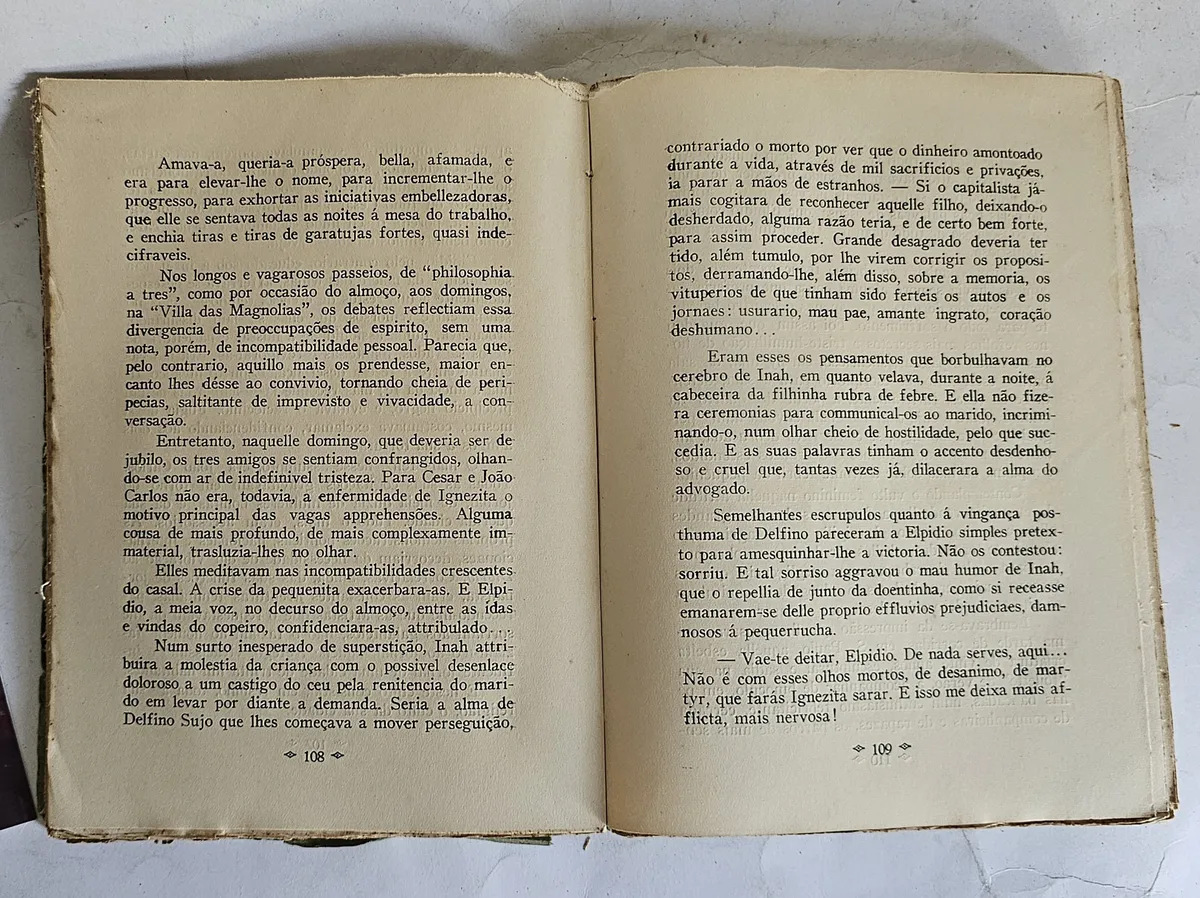 Amava-a, queria-a próspera, bella, afamada, e
era para elevar-lhe o nome, para incrementar-lhe o
progresso, para exhortar as iniciativas embellezadoras,
que elle se sentava todas as noites á mesa do trabalho,
e enchia tiras e tiras de garatujas fortes, quasi inde-
cifraveis.
Nos longos e vagarosos passeios, de “philosophia
a tres”, como por occasião do almoço, aos domingos,
na “Villa das Magnolias”, os debates reflectiam essa
divergencia de preoccupações de espirito, sem uma
nota, porém, de incompatibilidade pessoal. Parecia que,
pelo contrario, aquillo mais os prendesse, maior en-
canto lhes désse ao convivio, tornando cheia de peri-
pecias, saltitante de imprevisto e vivacidade, a con-
versação.
Entretanto, naquelle domingo, que deveria ser de
jubilo, os tres amigos se sentiam confrangidos, olhan-
do-se com ar de indefinivel tristeza. Para Cesar e João
Carlos não era, todavia, a enfermidade de Ignezita o
motivo principal das vagas apprehensões. Alguma
cousa de mais profundo, de mais complexamente im-
material, trasluzia-lhes no olhar.
Elles meditavam nas incompatibilidades crescentes
do casal. A crise da pequenita exacerbara-as. E Elpi-
dio, a meia voz, no decurso do almoço, entre as idas
e vindas do copeiro, confidenciara-as, attribulado...
Num surto inesperado de superstição, Inah attri-
buira a molestia da criança com o possivel desenlace
doloroso a um castigo do ceu pela renitencia do mari-
do em levar por diante a demanda. Seria a alma de
Delfino Sujo que lhes começava a mover perseguição,
108
contrariado o morto por ver que o dinheiro amontoado
durante a vida, através de mil sacrificios e privações,
ia parar a mãos de estranhos. — Si o capitalista já-
mais cogitara de reconhecer aquelle filho, deixando-o
desherdado, alguma razão teria, e de certo bem forte,
para assim proceder. Grande desagrado deveria ter
tido, além tumulo, por lhe virem corrigir os proposi-
tos, derramando-lhe, além disso, sobre a memoria, os
vituperios de que tinham sido ferteis os autos e os
jornaes: usurario, mau pae, amante ingrato, coração
deshumano...
Eram esses os pensamentos que borbulhavam no
cerebro de Inah, em quanto velava, durante a noite, á
cabeceira da filhinha rubra de febre. E ella não fize-
ra ceremonias para communical-os ao marido, incrimi-
nando-o, num olhar cheio de hostilidade, pelo que suc-
cedia. E as suas palavras tinham o accento desdenho-
so e cruel que, tantas vezes já, dilacerara a alma do
advogado.
Semelhantes escrupulos quanto á vingança pos-
thuma de Delfino pareceram a Elpidio simples pretex-
to para amesquinhar-lhe a victoria. Não os contestou:
sorriu. E tal sorriso aggravou o mau humor de Inah,
que o repellia de junto da doentinha, como si receasse
emanarem-se delle proprio effluvios prejudiciaes, dam-
nosos á pequerrucha.
— Vae-te deitar, Elpidio. De nada serves, aqui...
Não é com esses olhos mortos, de desanimo, de mar-
tyr, que farás Ignezita sarar. E isso me deixa mais af-
flicta, mais nervosa!
109